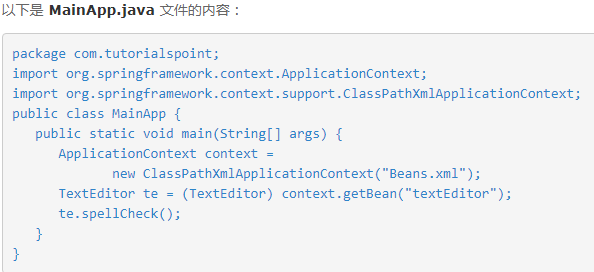 以下是 MainApp.java 文件的内容：
package com.tutorialspoint;
import org.springframework.context.ApplicationContext;
import org.springframework.context.support.ClassPathXmlApplicationContext;
public class MainApp {
   public static void main(String[] args) {
      ApplicationContext context =
             new ClassPathXmlApplicationContext("Beans.xml");
      TextEditor te = (TextEditor) context.getBean("textEditor");
      te.spellCheck();
   }
}